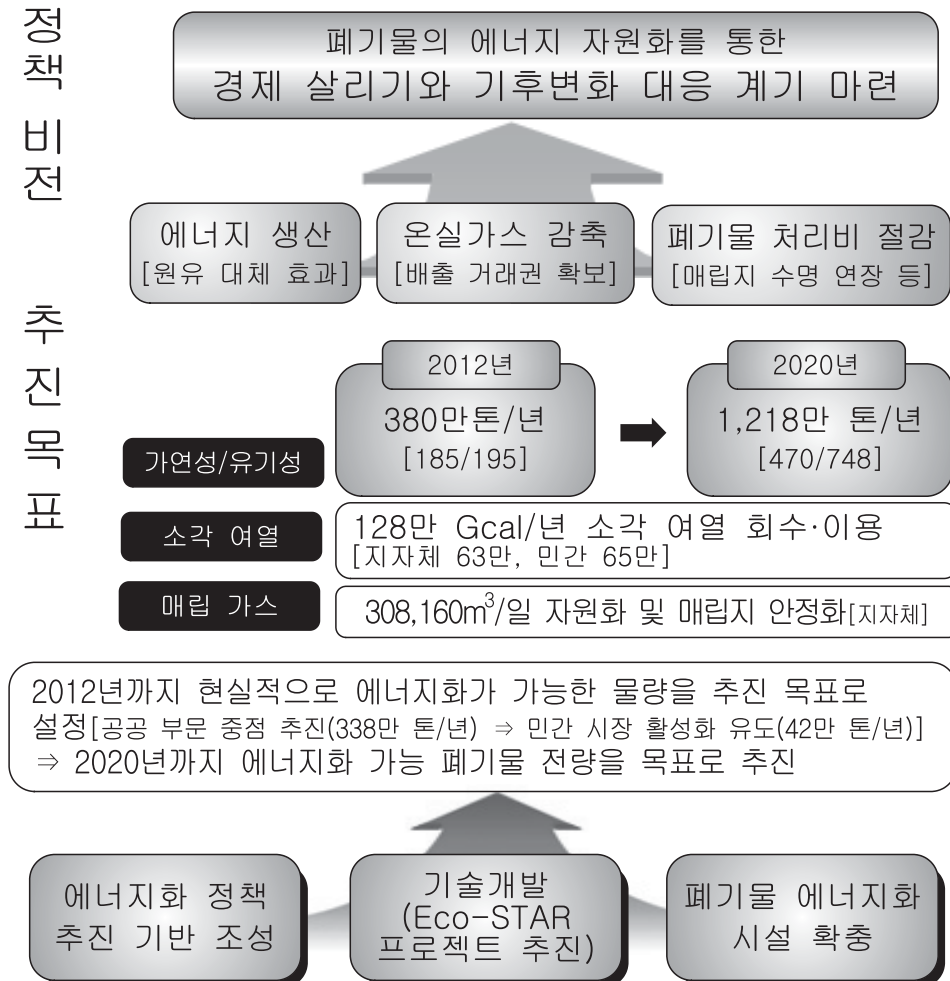 정책 비전
폐기물의 에너지 자원화를 통한
경제 살리기와 기후변화 대응 계기 마련
에너지 생산
[원유 대체 효과]
온실가스 감축
[배출 거래권 확보]
폐기물 처리비 절감
[매립지 수명 연장 등]
추진목표
2012년
380만톤/년
[185/195]
2020년
1,218만 톤/년
[470/748]
가연성/유기성
소각 여열
128만 Gcal/년 소각 여열 회수·이용
[지자체 63만, 민간 65만]
매립 가스
308,160m³/일 자원화 및 매립지 안정화[지자체]
2012년까지 현실적으로 에너지화가 가능한 물량을 추진 목표로
설정[공공 부문 중점 추진(338만 톤/년) ⇒ 민간 시장 활성화 유도(42만 톤/년)]
⇒ 2020년까지 에너지화 가능 폐기물 전량을 목표로 추진
에너지화 정책
추진 기반 조성
기술개발
(Eco-STAR
프로젝트 추진)
폐기물 에너지화
시설 확충